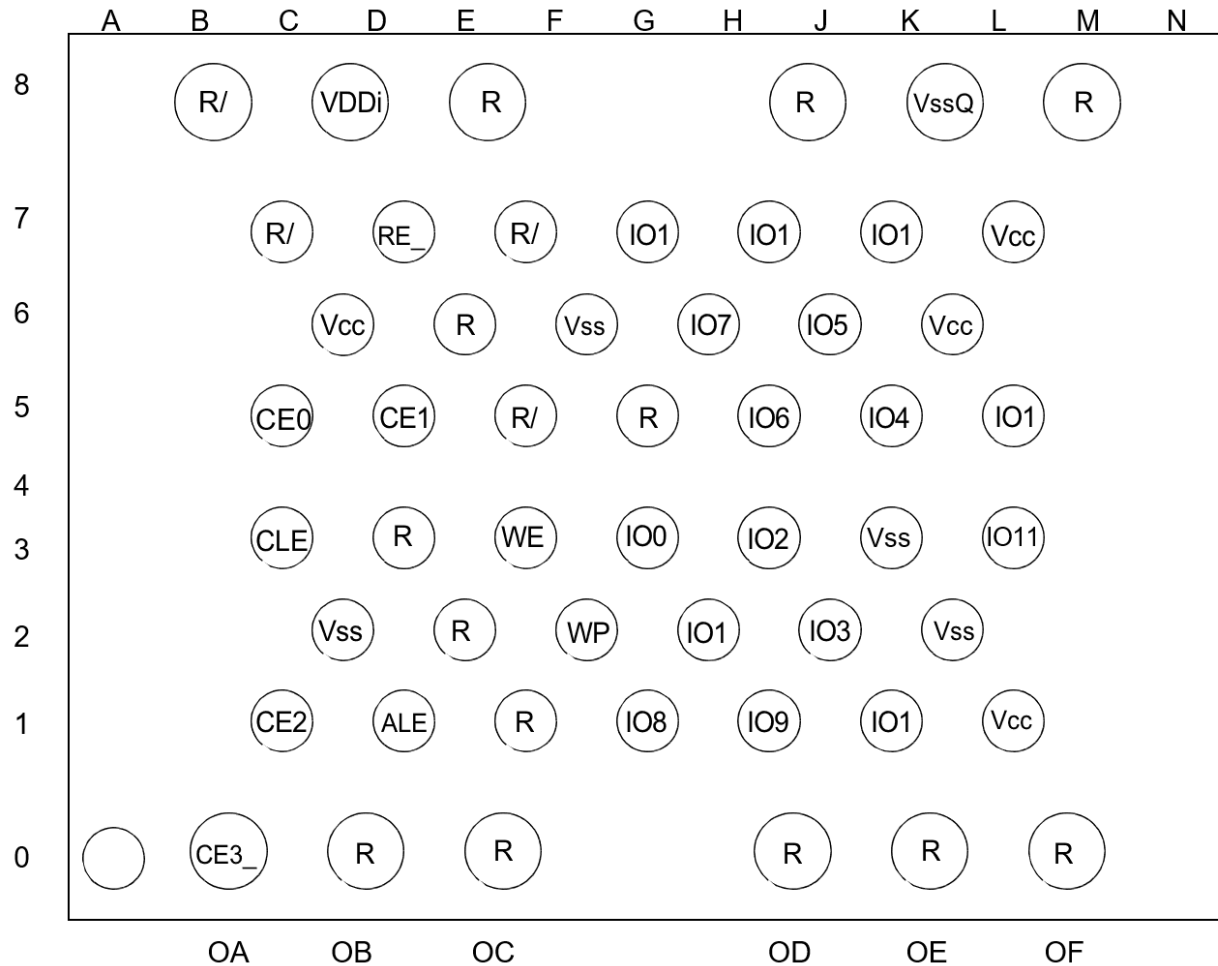 A B C D E F G H J K L M N
8 R/ VDDi R R VssQ R
7 R/ RE_ R/ IO1 IO1 IO1 Vcc
6 Vcc R Vss IO7 IO5 Vcc
5 CE0 CE1 R/ R IO6 IO4 IO1
4
3 CLE R WE IO0 IO2 Vss IO11
2 Vss R WP IO1 IO3 Vss
1 CE2 ALE R IO8 IO9 IO1 Vcc
0 CE3_ R R R R R
OA OB OC OD OE OF